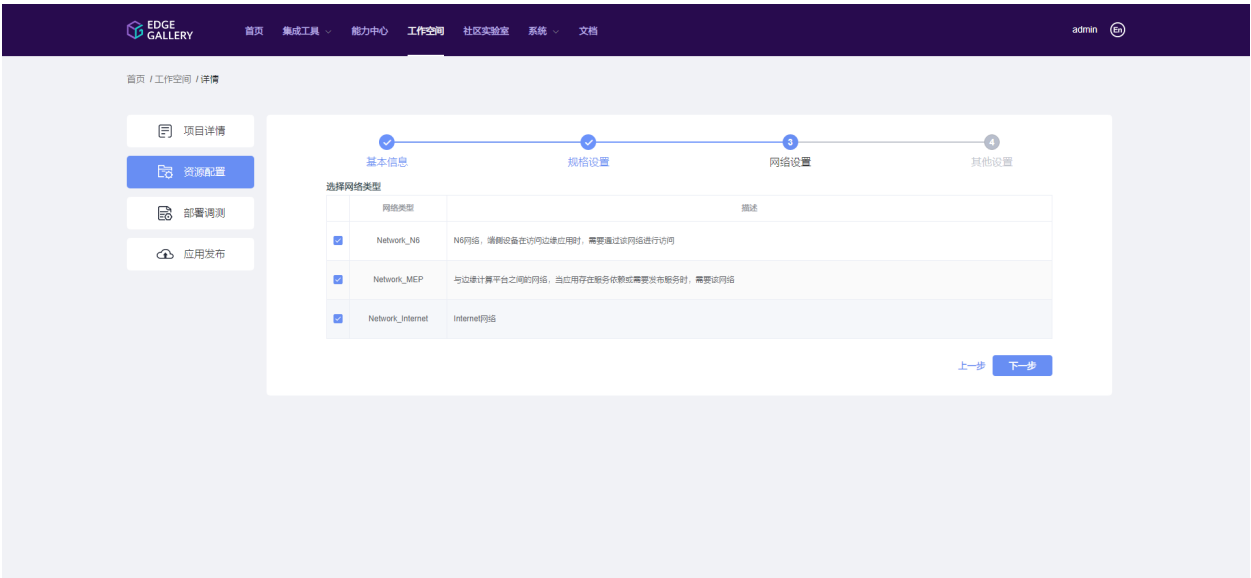 EDGE GALLERY 首页 集成工具 能力中心 工作空间 社区实验室 系统 文档 admin En
首页 / 工作空间 / 详情
项目详情
资源配置
部署调测
应用发布
3 4
基本信息 规格设置 网络设置 其他设置
选择网络类型
网络类型 描述
Network_N6 N6网络，端侧设备在访问边缘应用时，需要通过该网络进行访问
Network_MEP 与边缘计算平台之间的网络，当应用存在服务依赖或需要发布服务时，需要该网络
Network_Internet Internet网络
上一步 下一步